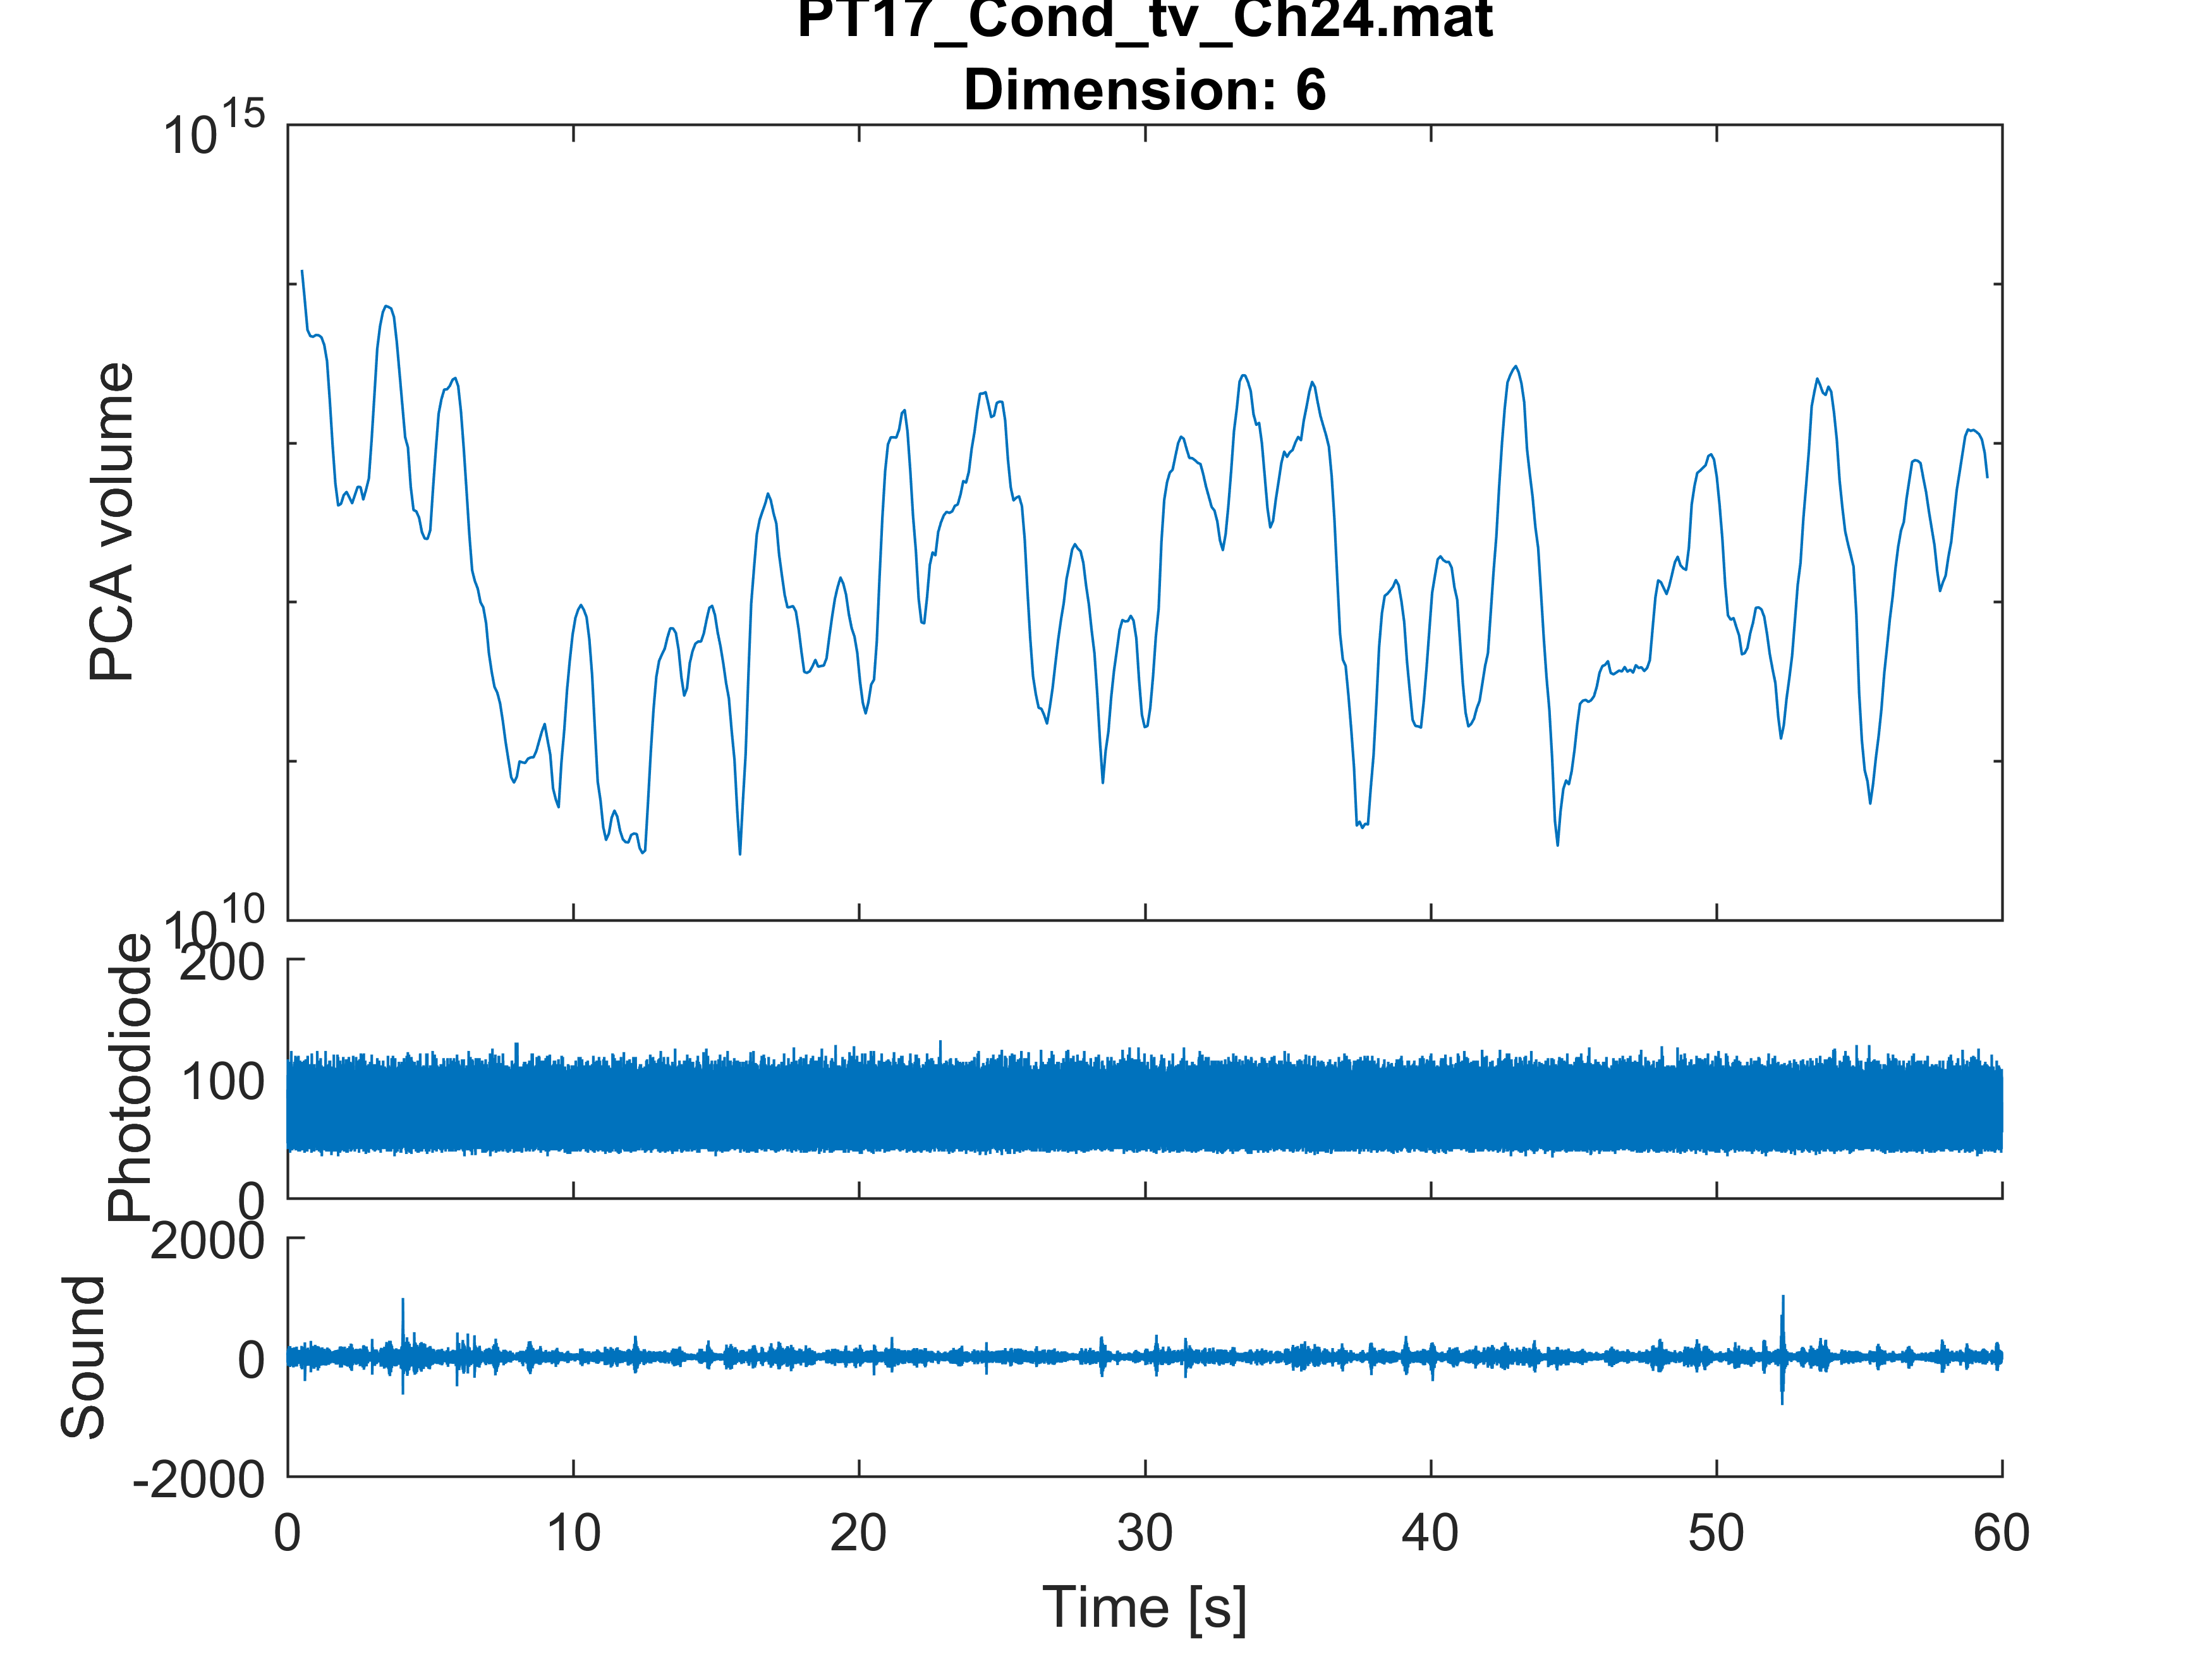 PT17_Cond_tv_Ch24.mat
Dimension: 6
10^15
PCA volume
10^10
200
100
0
Photodiode
2000
0
-2000
Sound
0 10 20 30 40 50 60
Time [s]